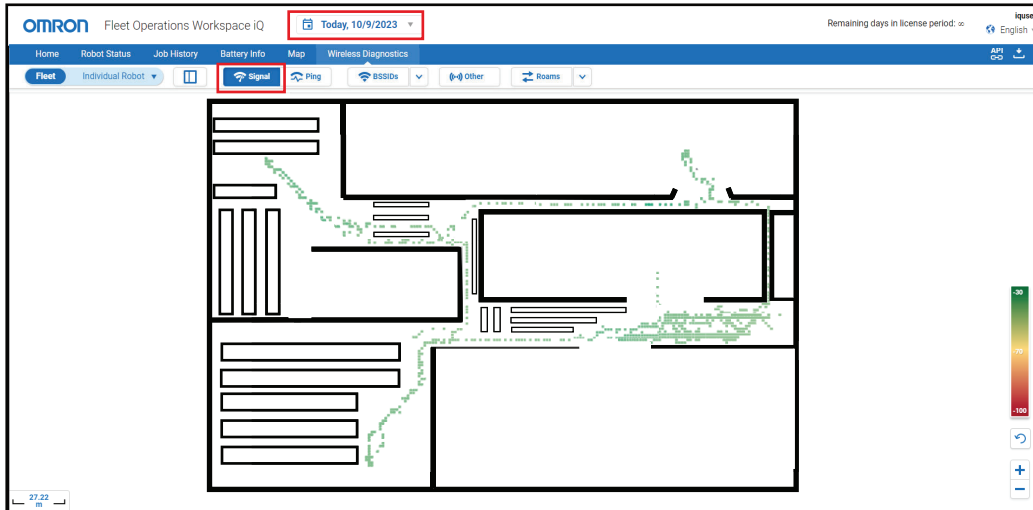 OMRON Fleet Operations Workspace iQ
Today, 10/9/2023
Remaining days in license period: ∞
iquse
English
Home Robot Status Job History Battery Info Map Wireless Diagnostics
API
Fleet Individual Robot
Signal Ping BSSIDs Other Roams
-30
-70
-100
27.22
m